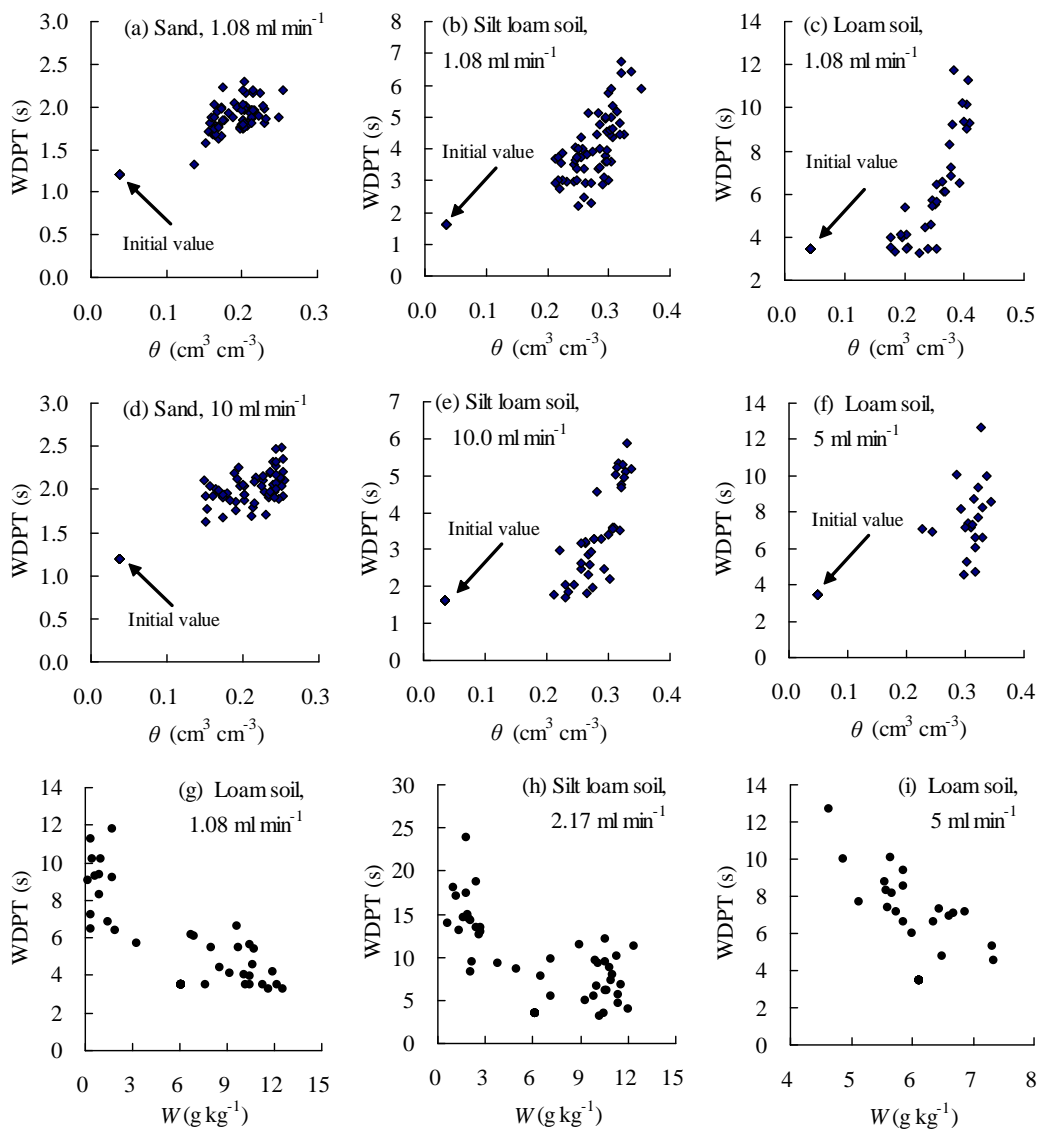 (a) Sand, 1.08 ml min-1
3.0
2.5
2.0
1.5
1.0
0.5
0.0
WDPT (s)
Initial value
0.0 0.1 0.2 0.3
θ (cm3 cm-3)
(b) Silt loam soil,
1.08 ml min-1
8
7
6
5
4
3
2
1
0
WDPT (s)
Initial value
0.0 0.1 0.2 0.3 0.4
θ (cm3 cm-3)
(c) Loam soil,
1.08 ml min-1
14
12
10
8
6
4
2
WDPT (s)
Initial value
0.0 0.1 0.2 0.3 0.4 0.5
θ (cm3 cm-3)
(d) Sand, 10 ml min-1
3.0
2.5
2.0
1.5
1.0
0.5
0.0
WDPT (s)
Initial value
0.0 0.1 0.2 0.3
θ (cm3 cm-3)
(e) Silt loam soil,
10.0 ml min-1
7
6
5
4
3
2
1
0
WDPT (s)
Initial value
0.0 0.1 0.2 0.3 0.4
θ (cm3 cm-3)
(f) Loam soil,
5 ml min-1
14
12
10
8
6
4
2
0
WDPT (s)
Initial value
0.0 0.1 0.2 0.3 0.4
θ (cm3 cm-3)
(g) Loam soil,
1.08 ml min-1
14
12
10
8
6
4
2
0
WDPT (s)
0 3 6 9 12 15
W (g kg-1)
(h) Silt loam soil,
2.17 ml min-1
30
25
20
15
10
5
0
WDPT (s)
0 3 6 9 12 15
W (g kg-1)
(i) Loam soil,
5 ml min-1
14
12
10
8
6
4
2
0
WDPT (s)
4 5 6 7 8
W (g kg-1)